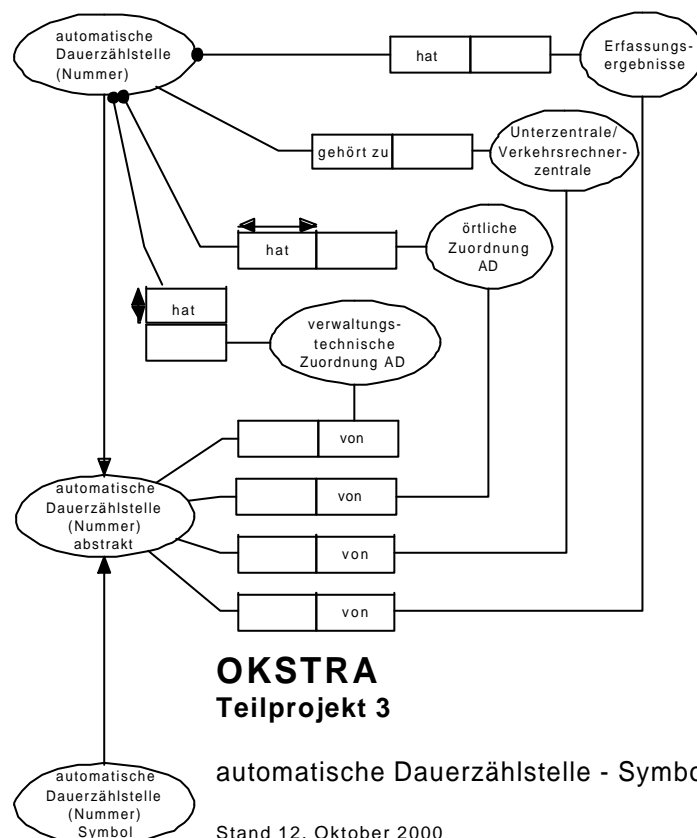 automatische
Dauerzählstelle
(Nummer)
hat
Erfassungs-
ergebnisse
gehört zu
Unterzentrale/
Verkehrsrechner-
zentrale
hat
örtliche
Zuordnung
AD
hat
verwaltungs-
technische
Zuordnung AD
von
von
von
von
automatische
Dauerzählstelle
(Nummer)
abstrakt
OKSTRA
Teilprojekt 3
automatische Dauerzählstelle - Symbo
automatische
Dauerzählstelle
(Nummer)
Symbol
Stand 12. Oktober 2000